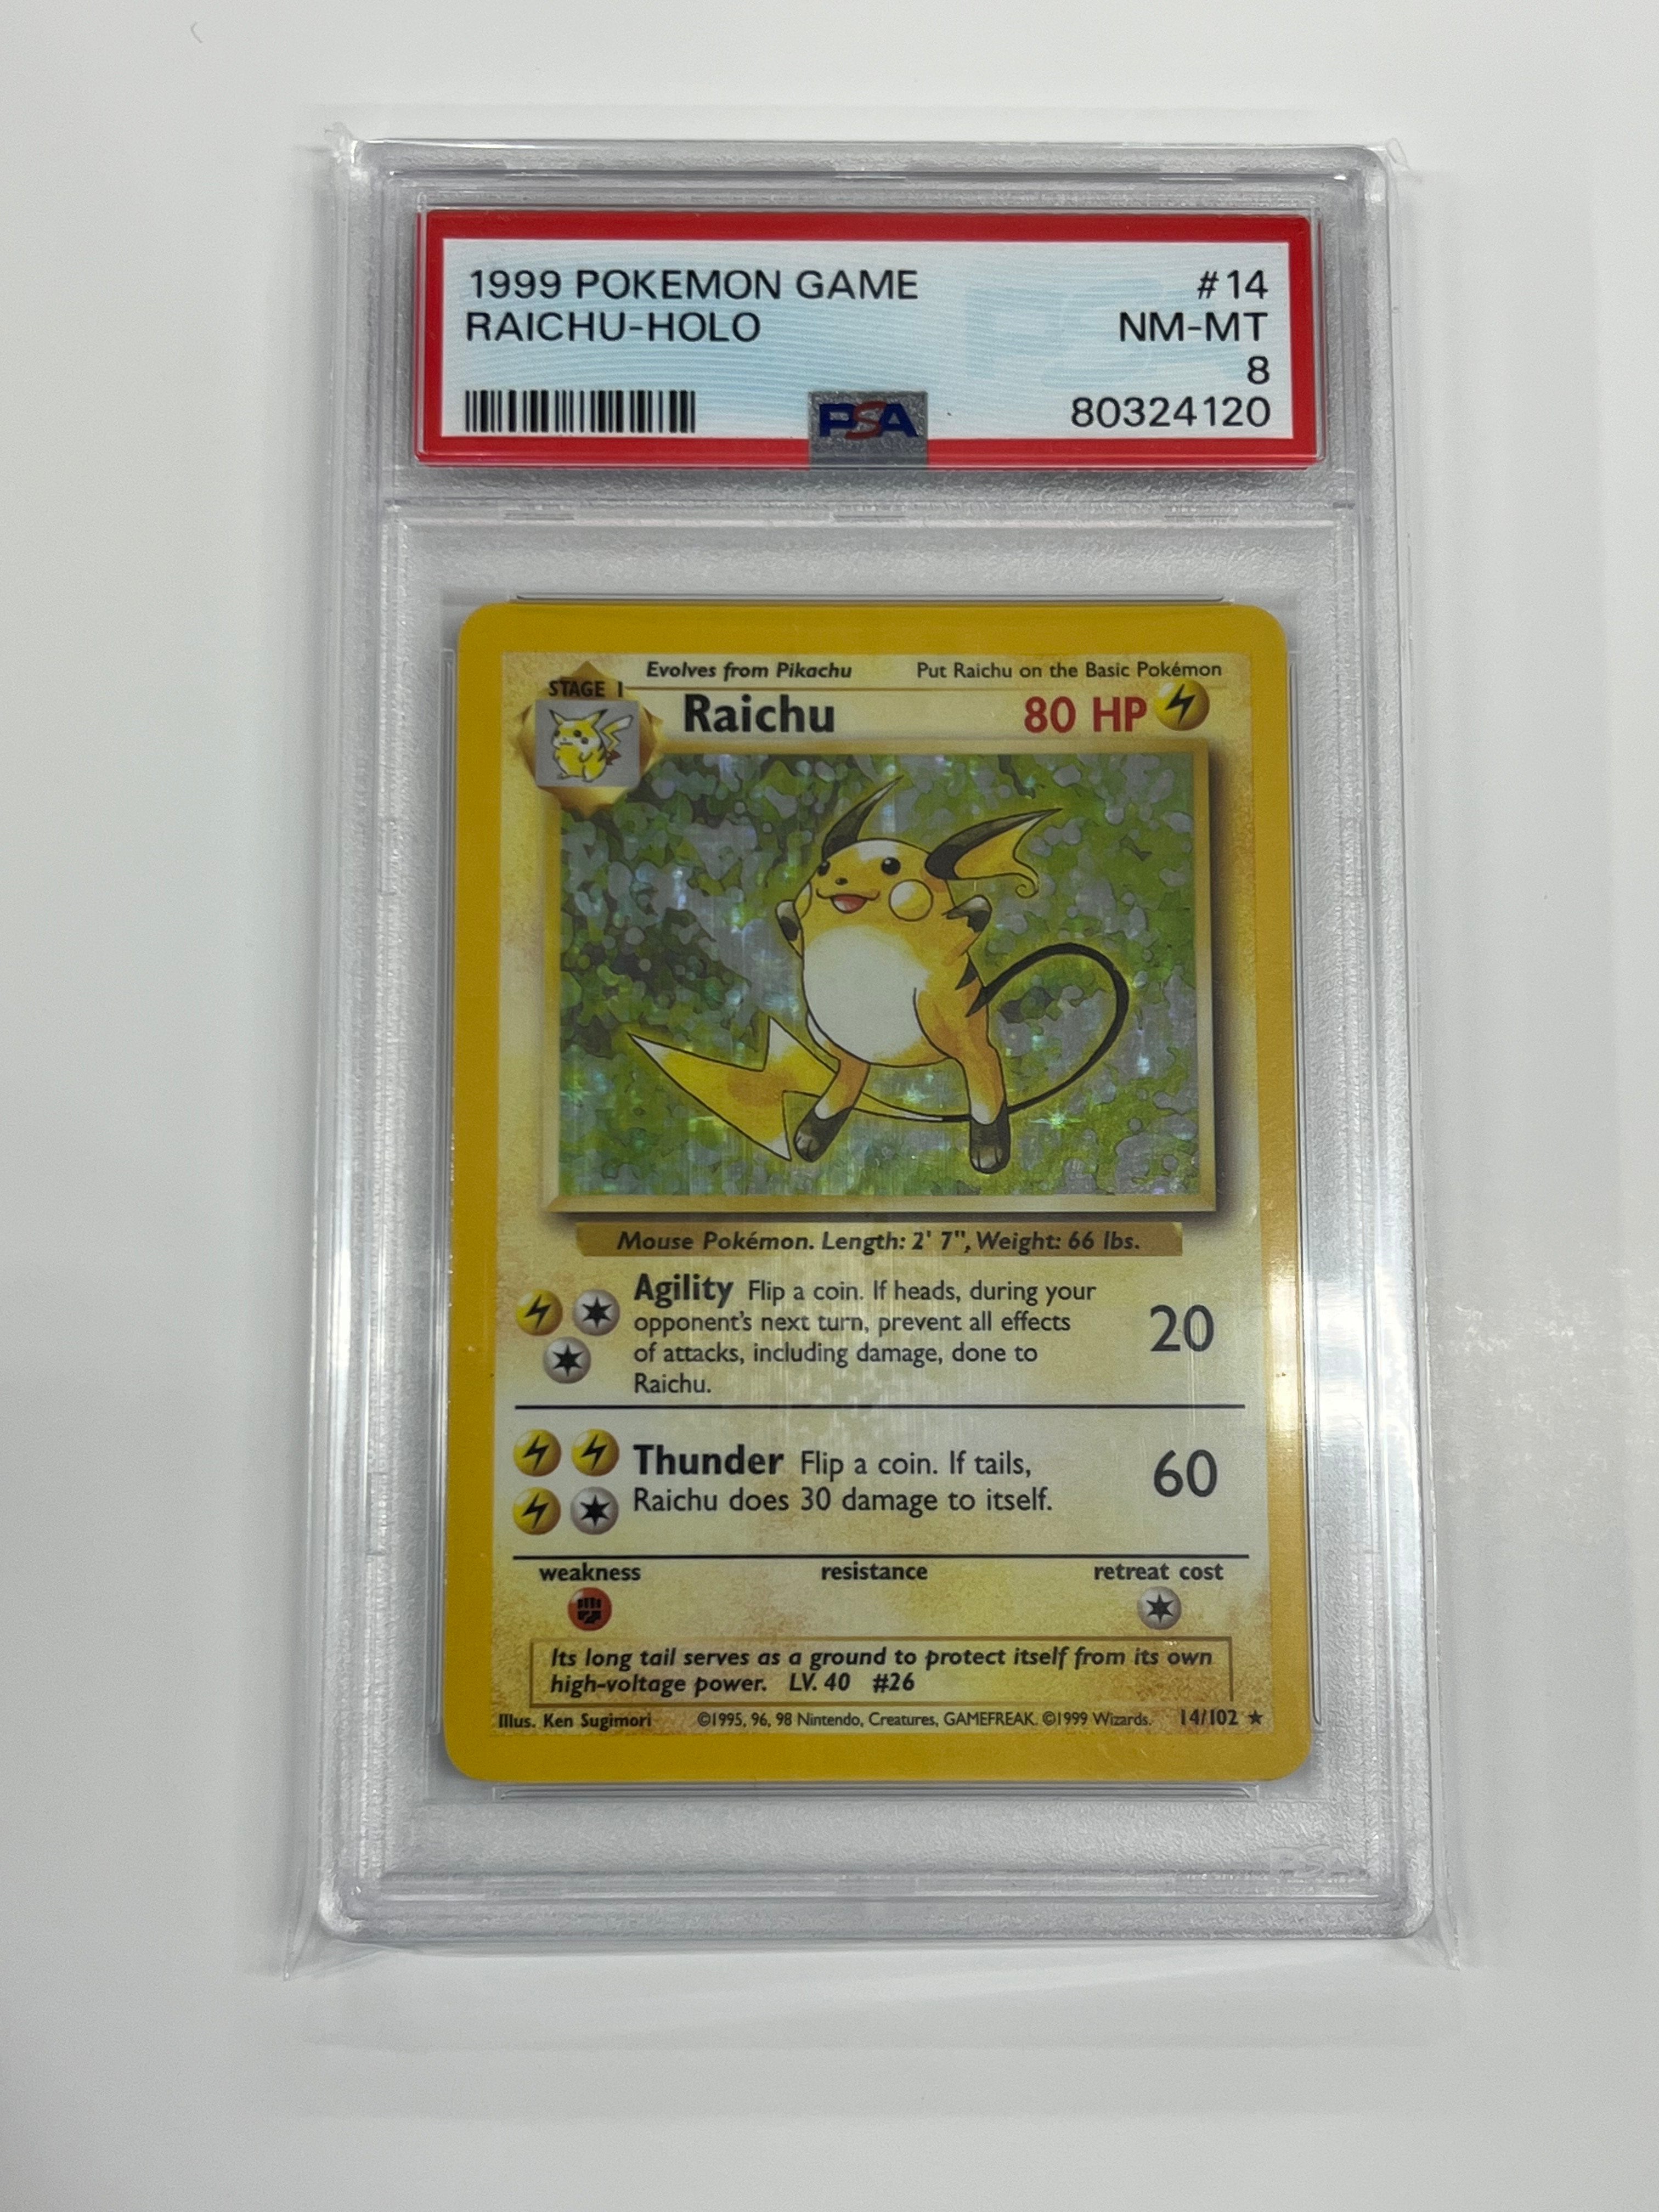 1999 POKEMON GAME #14
RAICHU-HOLO NM-MT
8
PSA 80324120
Evolves from Pikachu Put Raichu on the Basic Pokémon
STAGE 1
Raichu 80 HP
Mouse Pokémon. Length: 2' 7", Weight: 66 lbs.
Agility Flip a coin. If heads, during your
opponent's next turn, prevent all effects
of attacks, including damage, done to
Raichu.
20
Thunder Flip a coin. If tails,
Raichu does 30 damage to itself.
60
weakness resistance retreat cost
Its long tail serves as a ground to protect itself from its own
high-voltage power. LV. 40 #26
Illus. Ken Sugimori ©1995, 96, 98 Nintendo, Creatures, GAMEFREAK. ©1999 Wizards. 14/102 ★
PSA